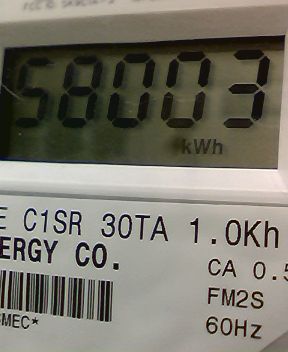 58003
kWh
E C1SR 30TA 1.0Kh
ERGY CO.
CA 0.5
FM2S
60Hz
MEC*